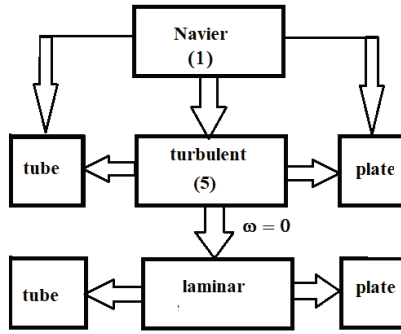 Navier
(1)
tube
turbulent
(5)
plate
ω = 0
tube
laminar
plate